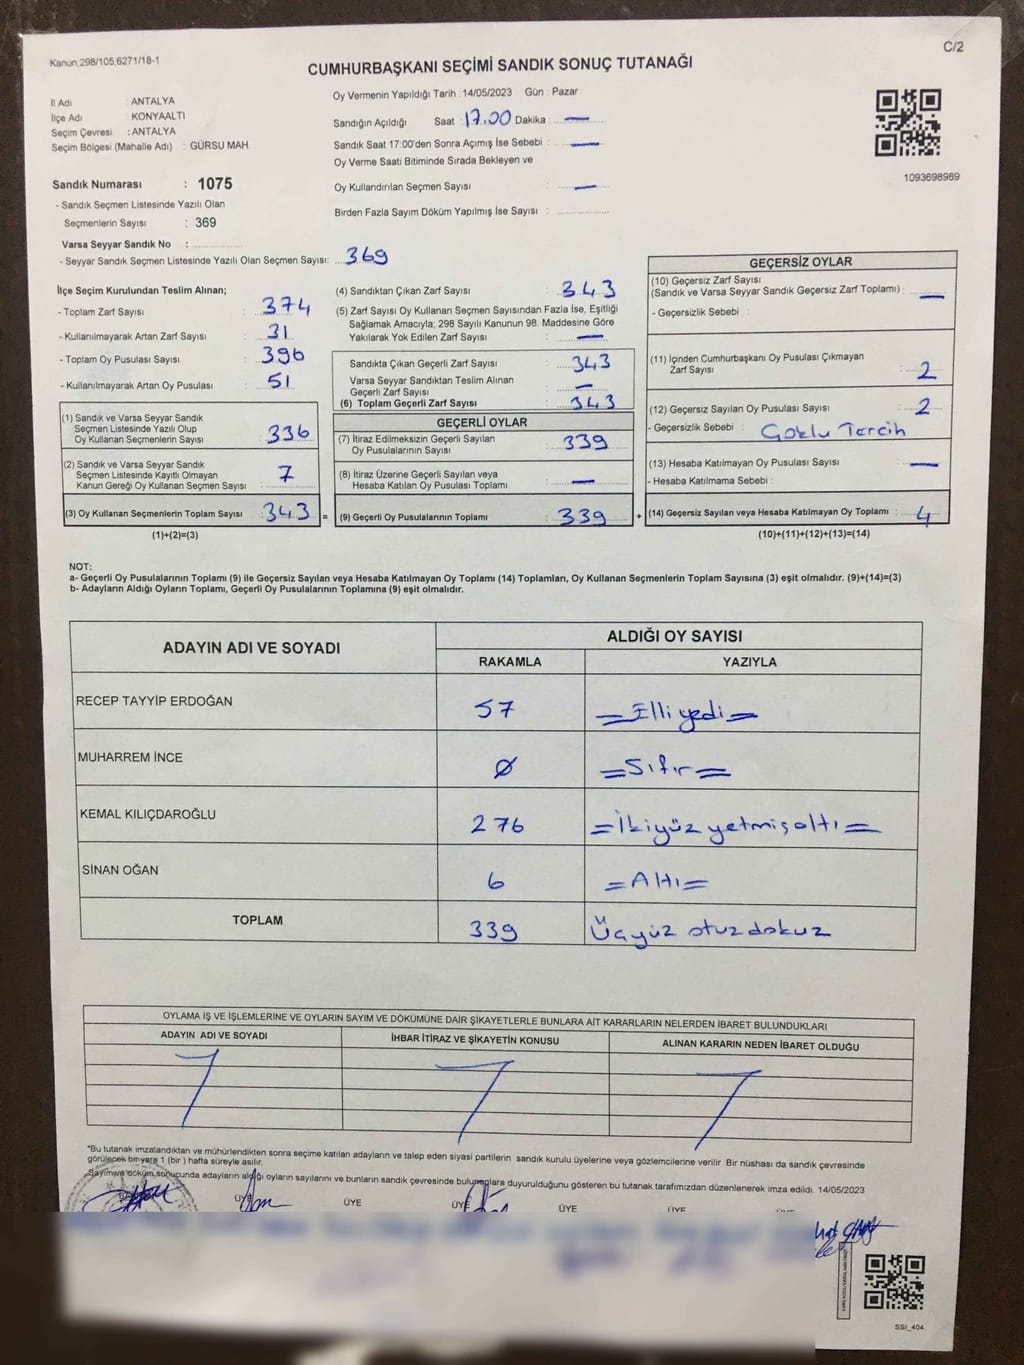 Kanun,298/105,6271/18-1
C/2
CUMHURBAŞKANI SEÇİMİ SANDIK SONUÇ TUTANAĞI
İl Adı : ANTALYA
İlçe Adı : KONYAALTI
Seçim Çevresi : ANTALYA
Seçim Bölgesi (Mahalle Adı) : GÜRSU MAH.
Oy Vermenin Yapıldığı Tarih : 14/05/2023 Gün : Pazar
Sandığın Açıldığı Saat : 17.00 Dakika : —
Sandık Saat 17:00'den Sonra Açımış İse Sebebi : —
Oy Verme Saati Bitiminde Sırada Bekleyen ve
Oy Kullandırılan Seçmen Sayısı : —
Birden Fazla Sayım Döküm Yapılmış İse Sayısı :
1093698969
Sandık Numarası : 1075
- Sandık Seçmen Listesinde Yazılı Olan
Seçmenlerin Sayısı : 369
Varsa Seyyar Sandık No :
- Seyyar Sandık Seçmen Listesinde Yazılı Olan Seçmen Sayısı: 369
İlçe Seçim Kurulundan Teslim Alınan;
- Toplam Zarf Sayısı : 374
- Kullanılmayarak Artan Zarf Sayısı : 31
- Toplam Oy Pusulası Sayısı : 396
- Kullanılmayarak Artan Oy Pusulası : 51
(1) Sandık ve Varsa Seyyar Sandık
Seçmen Listesinde Yazılı Olup
Oy Kullanan Seçmenlerin Sayısı : 336
(2) Sandık ve Varsa Seyyar Sandık
Seçmen Listesinde Kayıtlı Olmayan
Kanun Gereği Oy Kullanan Seçmen Sayısı : 7
(3) Oy Kullanan Seçmenlerin Toplam Sayısı : 343 =
(1)+(2)=(3)
(4) Sandıktan Çıkan Zarf Sayısı : 343
(5) Zarf Sayısı Oy Kullanan Seçmen Sayısından Fazla İse, Eşitliği
Sağlamak Amacıyla; 298 Sayılı Kanunun 98. Maddesine Göre
Yakılarak Yok Edilen Zarf Sayısı : —
Sandıkta Çıkan Geçerli Zarf Sayısı : 343
Varsa Seyyar Sandıktan Teslim Alınan
Geçerli Zarf Sayısı : —
(6) Toplam Geçerli Zarf Sayısı : 343
GEÇERLİ OYLAR
(7) İtiraz Edilmeksizin Geçerli Sayılan
Oy Pusulalarının Sayısı : 339
(8) İtiraz Üzerine Geçerli Sayılan veya
Hesaba Katılan Oy Pusulası Toplamı : —
(9) Geçerli Oy Pusulalarının Toplamı : 339 +
GEÇERSİZ OYLAR
(10) Geçersiz Zarf Sayısı
(Sandık ve Varsa Seyyar Sandık Geçersiz Zarf Toplamı) : —
- Geçersizlik Sebebi :
(11) İçinden Cumhurbaşkanı Oy Pusulası Çıkmayan
Zarf Sayısı : 2
(12) Geçersiz Sayılan Oy Pusulası Sayısı : 2
- Geçersizlik Sebebi : Çoklu Tercih
(13) Hesaba Katılmayan Oy Pusulası Sayısı : —
- Hesaba Katılmama Sebebi :
(14) Geçersiz Sayılan veya Hesaba Katılmayan Oy Toplamı : 4
(10)+(11)+(12)+(13)=(14)
NOT:
a- Geçerli Oy Pusulalarının Toplamı (9) ile Geçersiz Sayılan veya Hesaba Katılmayan Oy Toplamı (14) Toplamları, Oy Kullanan Seçmenlerin Toplam Sayısına (3) eşit olmalıdır. (9)+(14)=(3)
b- Adayların Aldığı Oyların Toplamı, Geçerli Oy Pusulalarının Toplamına (9) eşit olmalıdır.
ADAYIN ADI VE SOYADI
ALDIĞI OY SAYISI
RAKAMLA YAZIYLA
RECEP TAYYİP ERDOĞAN 57 =Elli yedi=
MUHARREM İNCE 0 =Sıfır=
KEMAL KILIÇDAROĞLU 276 =İkiyüz yetmiş altı=
SİNAN OĞAN 6 =Altı=
TOPLAM 339 Üçyüz otuz dokuz
OYLAMA İŞ VE İŞLEMLERİNE VE OYLARIN SAYIM VE DÖKÜMÜNE DAİR ŞİKAYETLERLE BUNLARA AİT KARARLARIN NELERDEN İBARET BULUNDUKLARI
ADAYIN ADI VE SOYADI İHBAR İTİRAZ VE ŞİKAYETİN KONUSU ALINAN KARARIN NEDEN İBARET OLDUĞU
"Bu tutanak imzalandıktan ve mühürlendikten sonra seçime katılan adayların ve talep eden siyasi partilerin sandık kurulu üyelerine veya gözlemcilerine verilir Bir nüshası da sandık çevresinde
görülecek bir yere 1 (bir ) hafta süreyle asılır.
Sayım ve döküm sonucunda adayların aldığı oyların sayılarını ve bunların sandık çevresinde bulunanlara duyurulduğunu gösteren bu tutanak tarafımızdan düzenlenerek imza edildi. 14/05/2023
ÜYE ÜYE ÜYE ÜYE ÜYE
SSİ_404